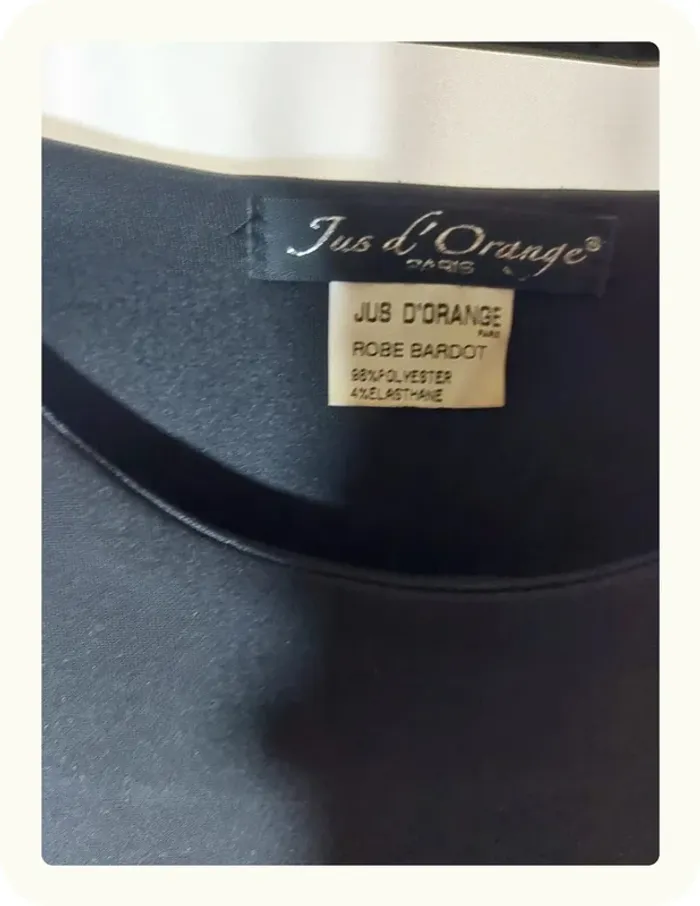 Jus d'Orange®
PARIS
JUS D'ORANGE
PARIS
ROBE BARDOT
96%POLYESTER
4%ELASTHANE